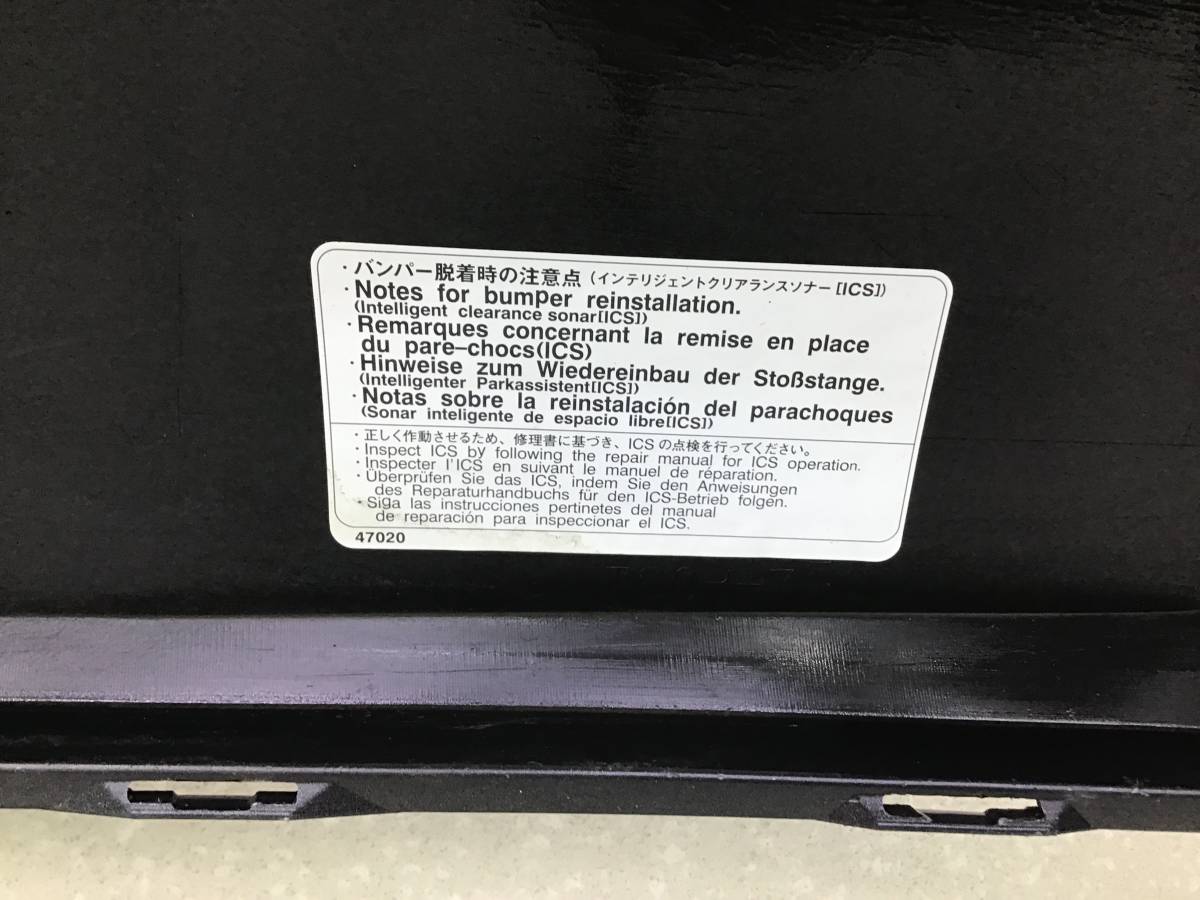 ・バンパー脱着時の注意点(インテリジェントクリアランスソナー[ICS])
・Notes for bumper reinstallation.
(Intelligent clearance sonar[ICS])
・Remarques concernant la remise en place
du pare-chocs(ICS)
・Hinweise zum Wiedereinbau der Stoßstange.
(Intelligenter Parkassistent[ICS])
・Notas sobre la reinstalación del parachoques
(Sonar inteligente de espacio libre[ICS])
・正しく作動させるため、修理書に基づき、ICSの点検を行ってください。
・Inspect ICS by following the repair manual for ICS operation.
・Inspecter l'ICS en suivant le manuel de réparation.
・Überprüfen Sie das ICS, indem Sie den Anweisungen
des Reparaturhandbuchs für den ICS-Betrieb folgen.
・Siga las instrucciones pertinetes del manual
de reparación para inspeccionar el ICS.
47020